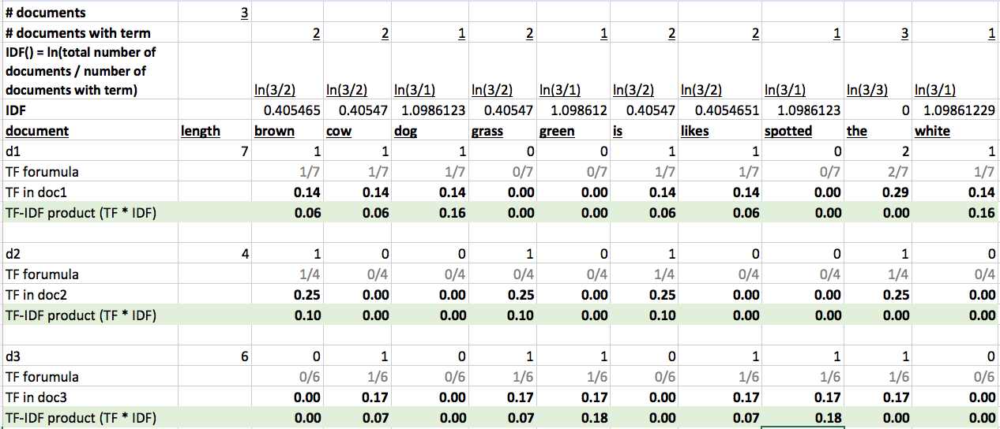 # documents 3
# documents with term 2 2 1 2 1 2 2 1 3 1
IDF() = ln(total number of
documents / number of
documents with term) ln(3/2) ln(3/2) ln(3/1) ln(3/2) ln(3/1) ln(3/2) ln(3/2) ln(3/1) ln(3/3) ln(3/1)
IDF 0.405465 0.40547 1.0986123 0.40547 1.098612 0.40547 0.4054651 1.0986123 0 1.09861229
document length brown cow dog grass green is likes spotted the white
d1 7 1 1 1 0 0 1 1 0 2 1
TF forumula 1/7 1/7 1/7 0/7 0/7 1/7 1/7 0/7 2/7 1/7
TF in doc1 0.14 0.14 0.14 0.00 0.00 0.14 0.14 0.00 0.29 0.14
TF-IDF product (TF * IDF) 0.06 0.06 0.16 0.00 0.00 0.06 0.06 0.00 0.00 0.16
d2 4 1 0 0 1 0 1 0 0 1 0
TF forumula 1/4 0/4 0/4 0/4 0/4 1/4 0/4 0/4 1/4 0/4
TF in doc2 0.25 0.00 0.00 0.25 0.00 0.25 0.00 0.00 0.25 0.00
TF-IDF product (TF * IDF) 0.10 0.00 0.00 0.10 0.00 0.10 0.00 0.00 0.00 0.00
d3 6 0 1 0 1 1 0 1 1 1 0
TF forumula 0/6 1/6 0/6 1/6 1/6 0/6 1/6 1/6 1/6 0/6
TF in doc3 0.00 0.17 0.00 0.17 0.17 0.00 0.17 0.17 0.17 0.00
TF-IDF product (TF * IDF) 0.00 0.07 0.00 0.07 0.18 0.00 0.07 0.18 0.00 0.00